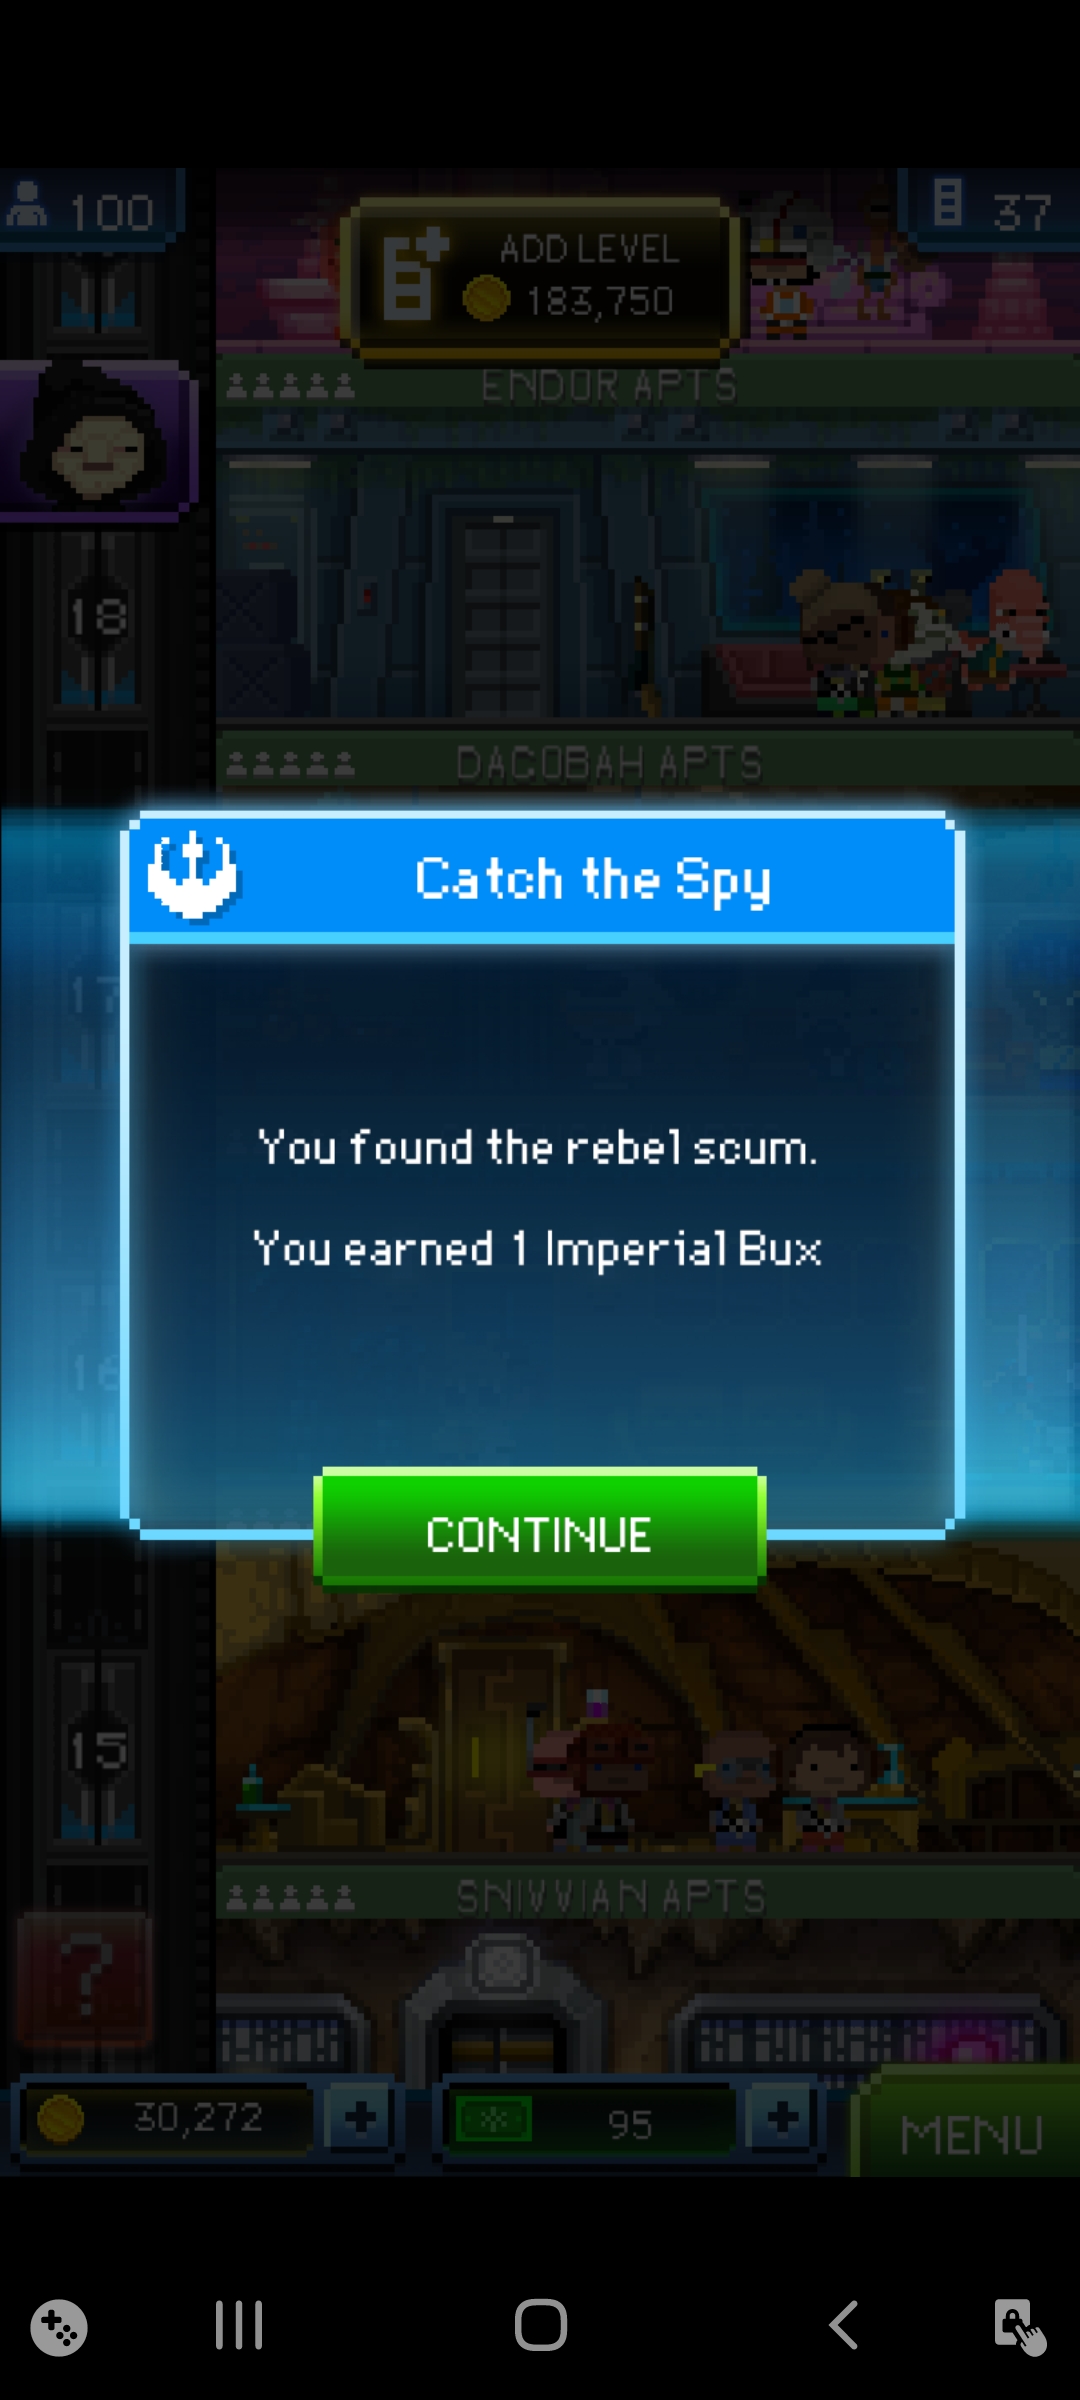 100
37
ADD LEVEL
183,750
ENDOR APTS
18
DAGOBAH APTS
Catch the Spy
17
You found the rebel scum.
You earned 1 Imperial Bux
16
CONTINUE
15
SNIVVIAN APTS
?
30,272
+
95
+
MENU